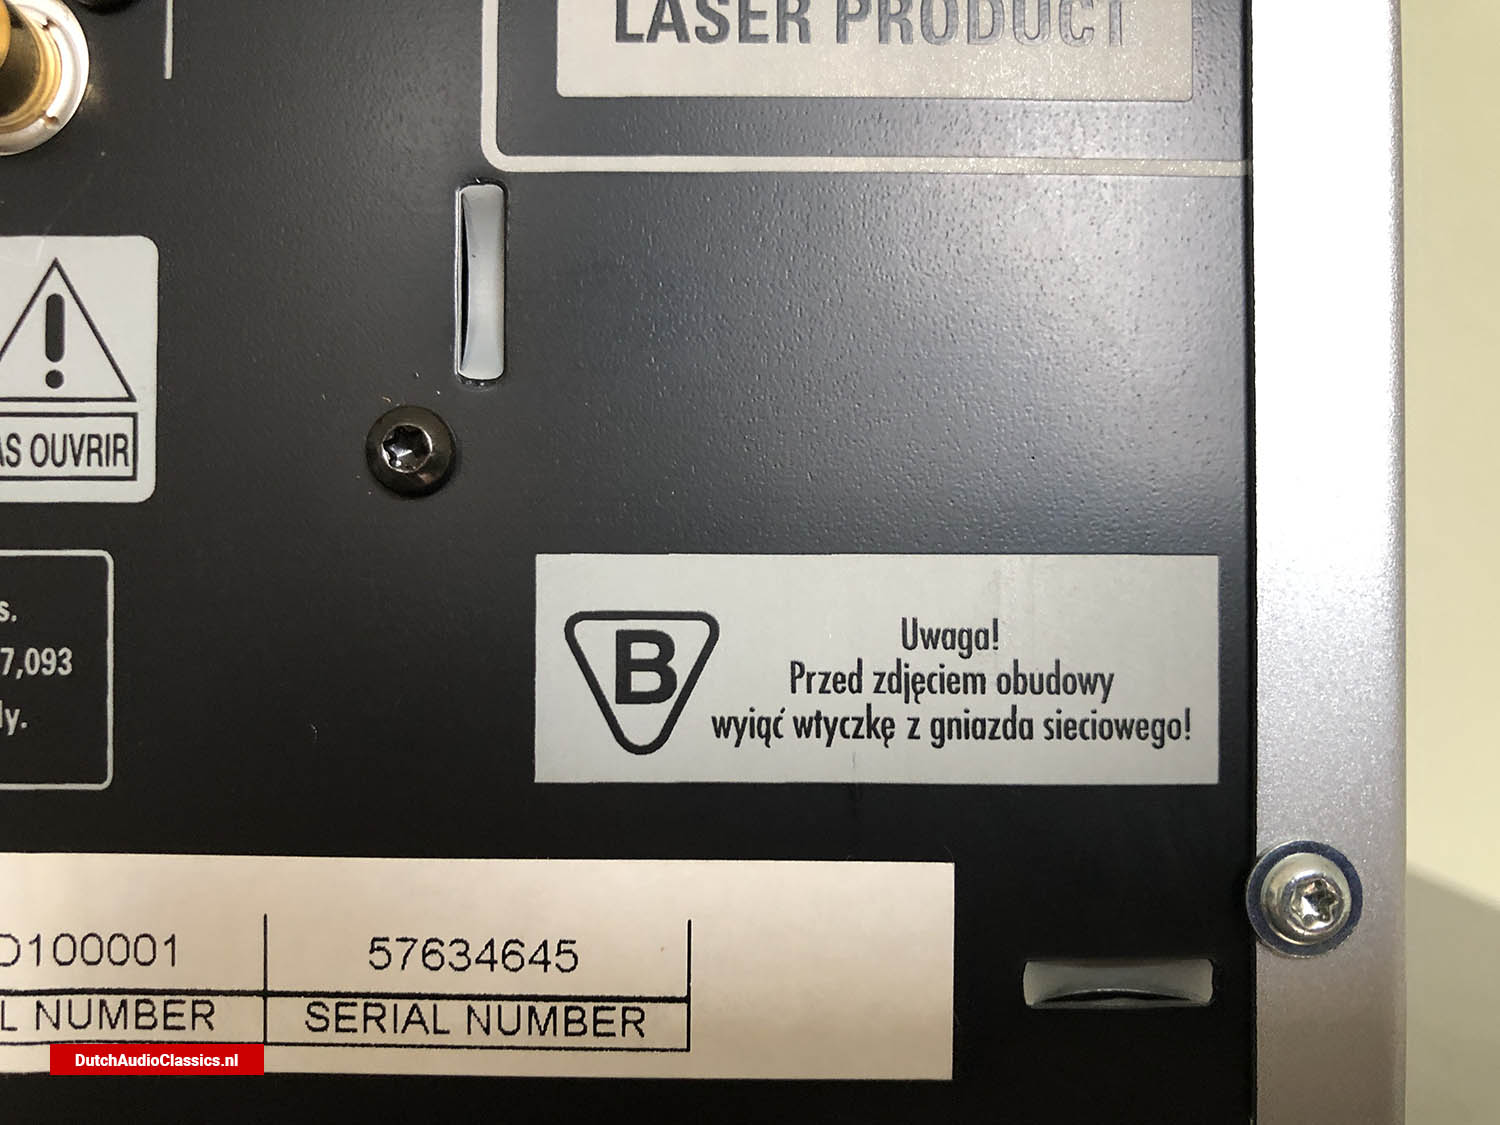 LASER PRODUCT
!
AS OUVRIR
s.
7,093
ly.
B
Uwaga!
Przed zdjęciem obudowy
wyiąć wtyczkę z gniazda sieciowego!
D100001
57634645
L NUMBER
SERIAL NUMBER
DutchAudioClassics.nl